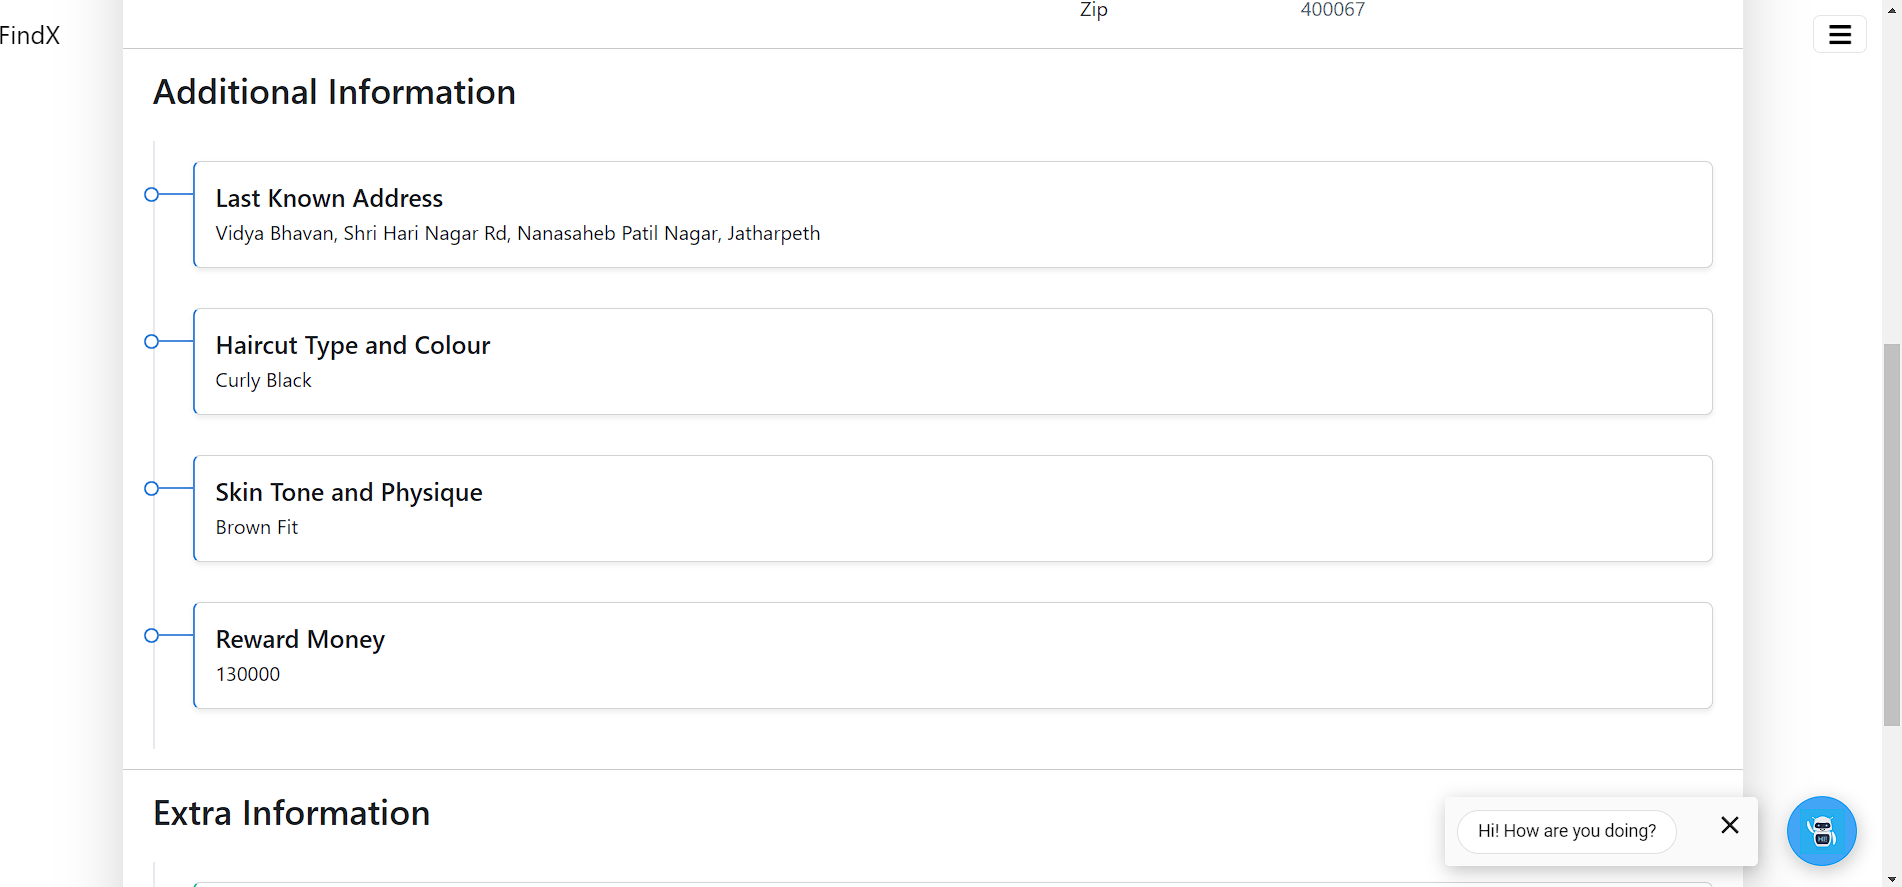 Zip 400067
FindX
Additional Information
Last Known Address
Vidya Bhavan, Shri Hari Nagar Rd, Nanasaheb Patil Nagar, Jatharpeth
Haircut Type and Colour
Curly Black
Skin Tone and Physique
Brown Fit
Reward Money
130000
Extra Information
Hi! How are you doing?
HI!